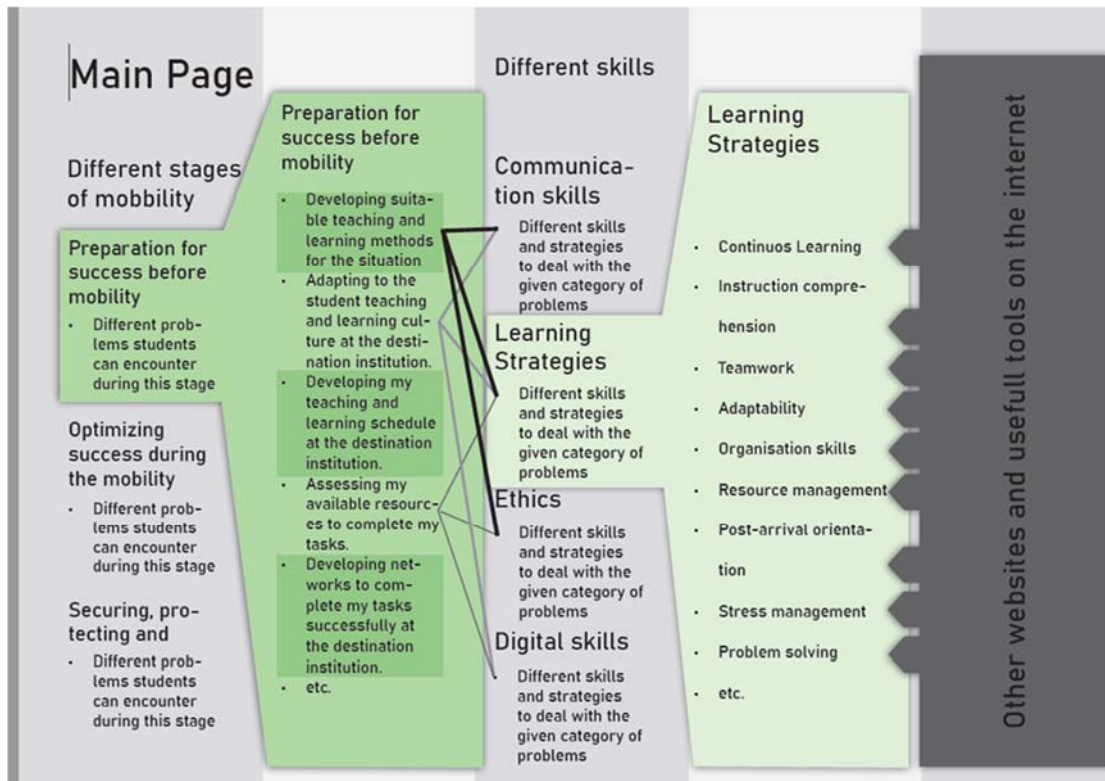 Main Page
Different stages
of mobbility
Preparation for
success before
mobility
• Different prob-
lems students
can encounter
during this stage
Optimizing
success during
the mobility
• Different prob-
lems students
can encounter
during this stage
Securing, pro-
tecting and
• Different prob-
lems students
can encounter
during this stage
Preparation for
success before
mobility
• Developing suita-
ble teaching and
learning methods
for the situation
• Adapting to the
student teaching
and learning cul-
ture at the desti-
nation institution.
• Developing my
teaching and
learning schedule
at the destination
institution.
• Assessing my
available resourc-
es to complete my
tasks.
• Developing net-
works to com-
plete my tasks
successfully at
the destination
institution.
• etc.
Different skills
Communica-
tion skills
• Different skills
and strategies
to deal with the
given category of
problems
Learning
Strategies
• Different skills
and strategies
to deal with the
given category of
problems
Ethics
• Different skills
and strategies
to deal with the
given category of
problems
Digital skills
• Different skills
and strategies
to deal with the
given category of
problems
Learning
Strategies
• Continuos Learning
• Instruction compre-
hension
• Teamwork
• Adaptability
• Organisation skills
• Resource management
• Post-arrival orienta-
tion
• Stress management
• Problem solving
• etc.
Other websites and usefull tools on the internet